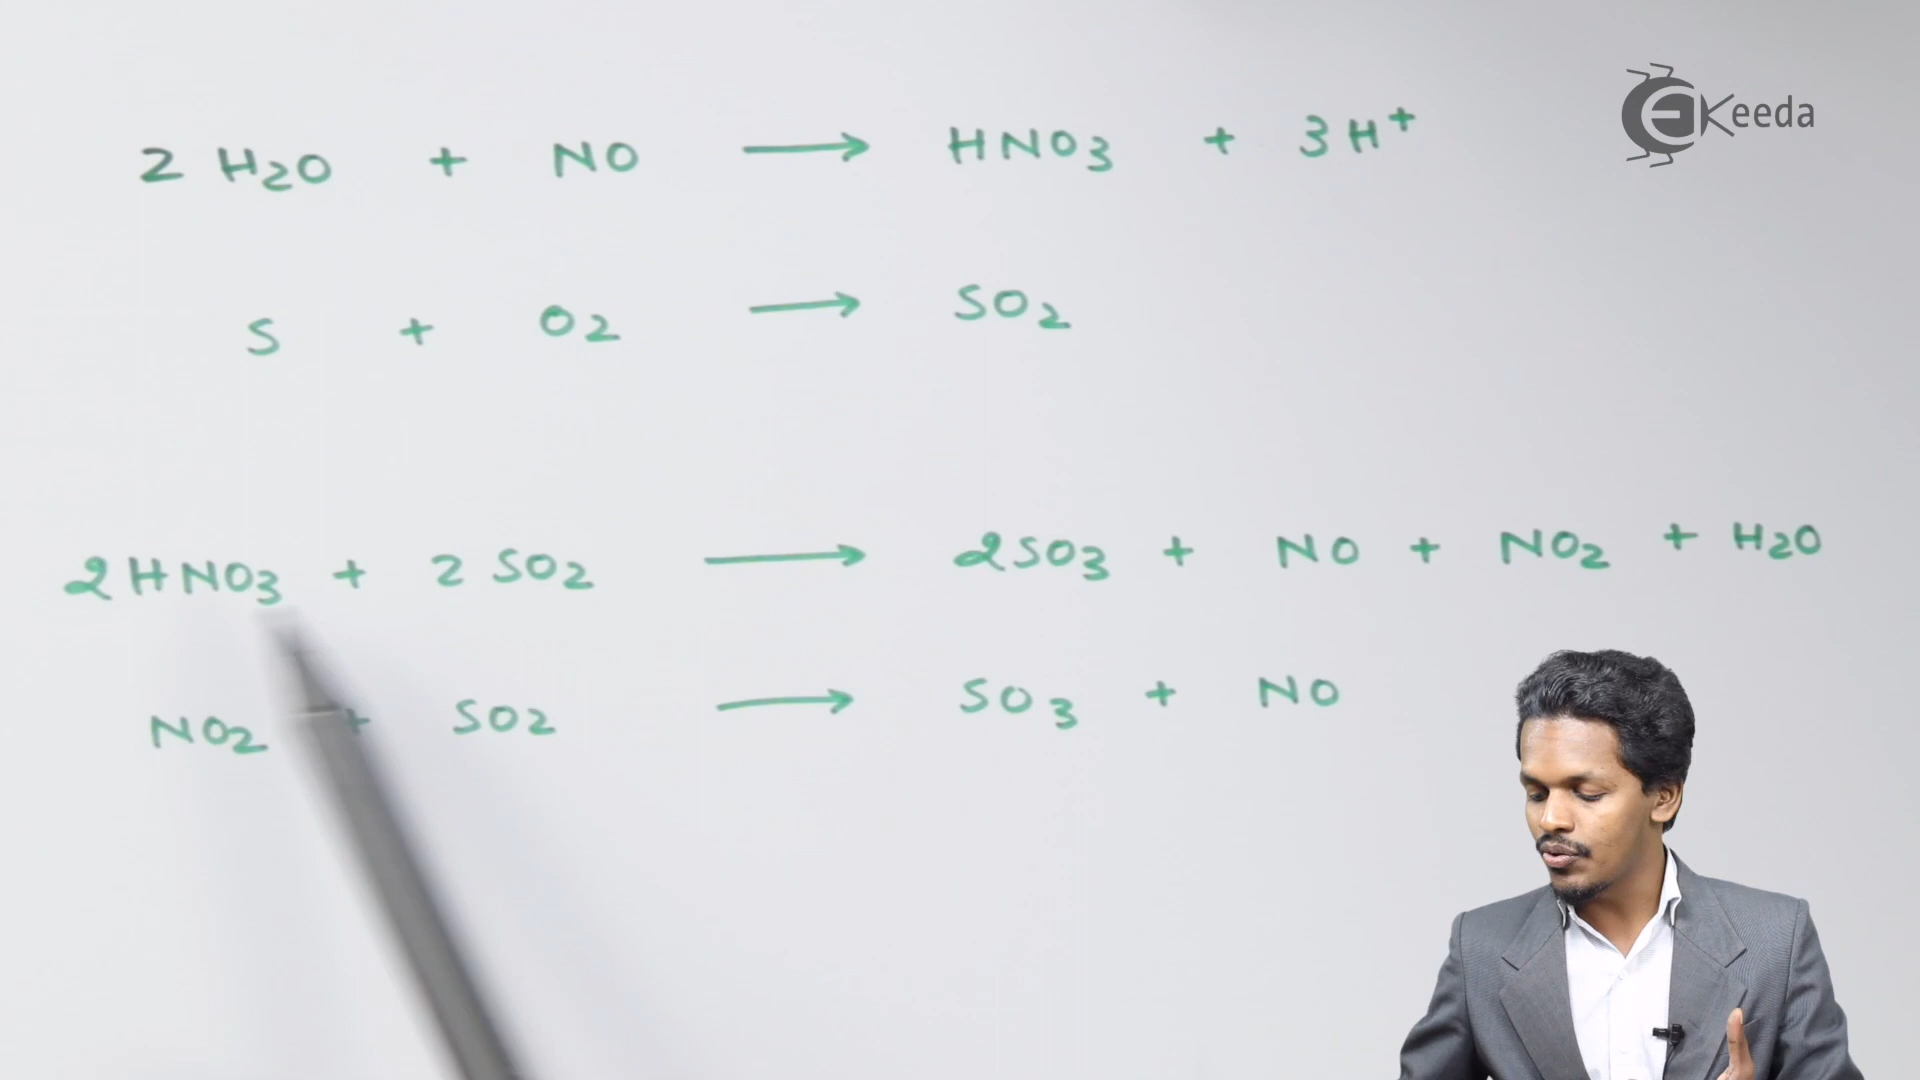 EKeeda
2 H2O + NO ⟶ HNO3 + 3H+
S + O2 ⟶ SO2
2HNO3 + 2 SO2 ⟶ 2SO3 + NO + NO2 + H2O
NO2 + SO2 ⟶ SO3 + NO